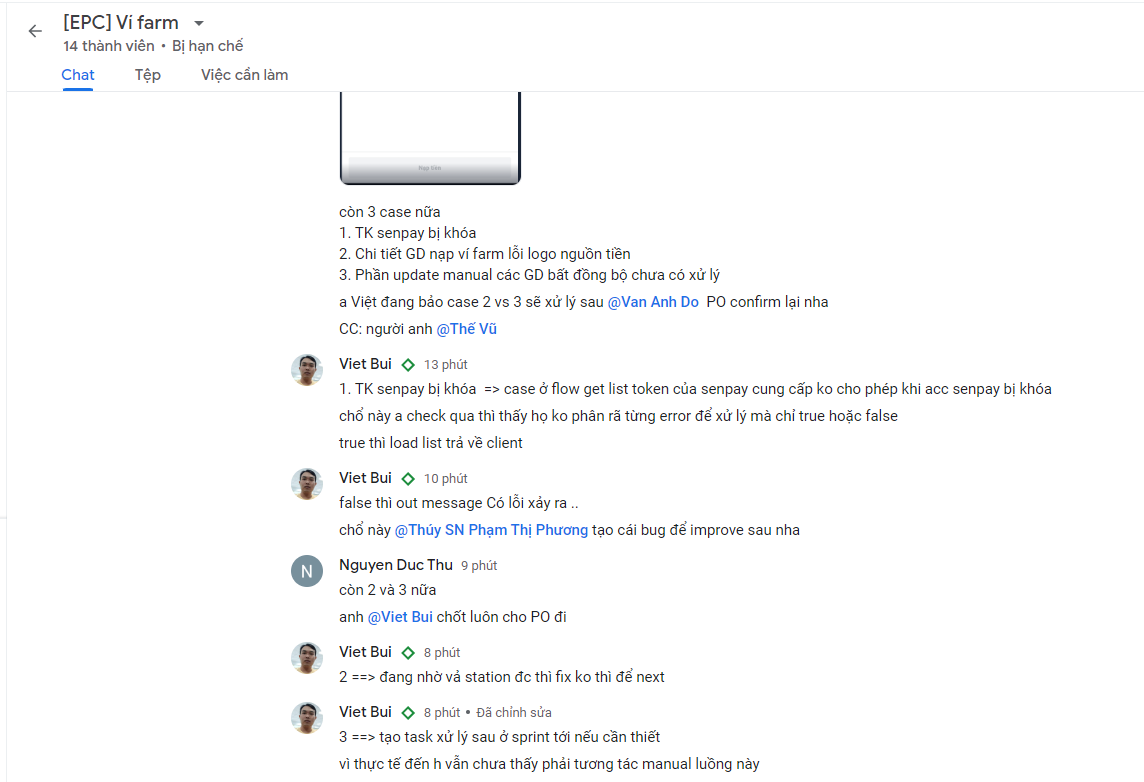 [EPC] Ví farm
14 thành viên • Bị hạn chế
Chat Tệp Việc cần làm
Nạp tiền
còn 3 case nữa
1. TK senpay bị khóa
2. Chi tiết GD nạp ví farm lỗi logo nguồn tiền
3. Phần update manual các GD bất đồng bộ chưa có xử lý
a Việt đang bảo case 2 vs 3 sẽ xử lý sau @Van Anh Do PO confirm lại nha
CC: người anh @Thế Vũ
Viet Bui 13 phút
1. TK senpay bị khóa => case ở flow get list token của senpay cung cấp ko cho phép khi acc senpay bị khóa
chổ này a check qua thì thấy họ ko phân rã từng error để xử lý mà chỉ true hoặc false
true thì load list trả về client
Viet Bui 10 phút
false thì out message Có lỗi xảy ra ..
chổ này @Thúy SN Phạm Thị Phương tạo cái bug để improve sau nha
N
Nguyen Duc Thu 9 phút
còn 2 và 3 nữa
anh @Viet Bui chốt luôn cho PO đi
Viet Bui 8 phút
2 ==> đang nhờ vả station đc thì fix ko thì để next
Viet Bui 8 phút • Đã chỉnh sửa
3 ==> tạo task xử lý sau ở sprint tới nếu cần thiết
vì thực tế đến h vẫn chưa thấy phải tương tác manual luồng này